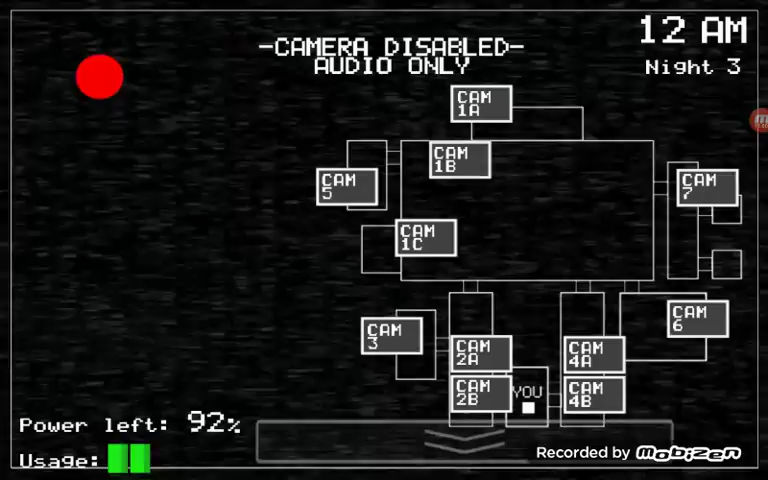 12 AM
Night 3
-CAMERA DISABLED-
AUDIO ONLY
CAM
1A
CAM
1B
CAM
5
CAM
7
CAM
1C
CAM
3
CAM
6
CAM
2A
CAM
4A
CAM
2B
YOU
CAM
4B
Power left: 92%
Usage:
Recorded by Mobizen